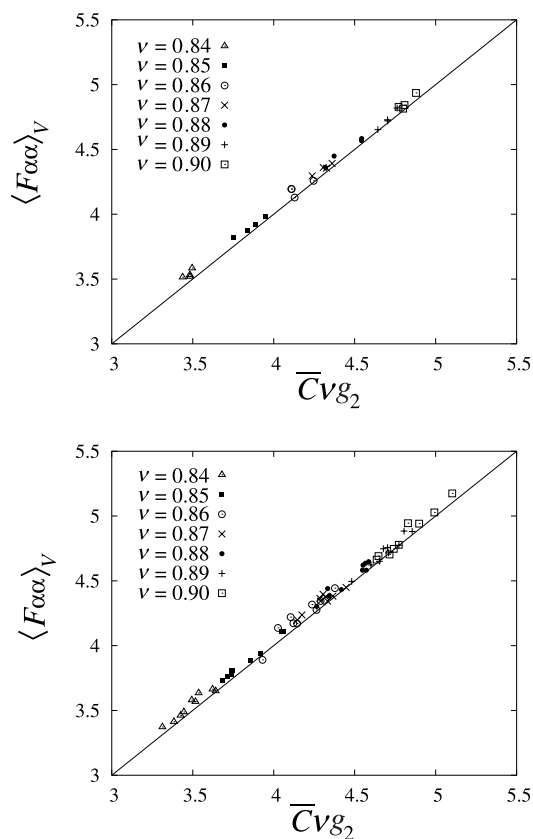 5.5
5
4.5
4
3.5
3
⟨Fαα⟩V
ν = 0.84
ν = 0.85
ν = 0.86
ν = 0.87
ν = 0.88
ν = 0.89
ν = 0.90
3 3.5 4 4.5 5 5.5
C̅νg₂
5.5
5
4.5
4
3.5
3
⟨Fαα⟩V
ν = 0.84
ν = 0.85
ν = 0.86
ν = 0.87
ν = 0.88
ν = 0.89
ν = 0.90
3 3.5 4 4.5 5 5.5
C̅νg₂